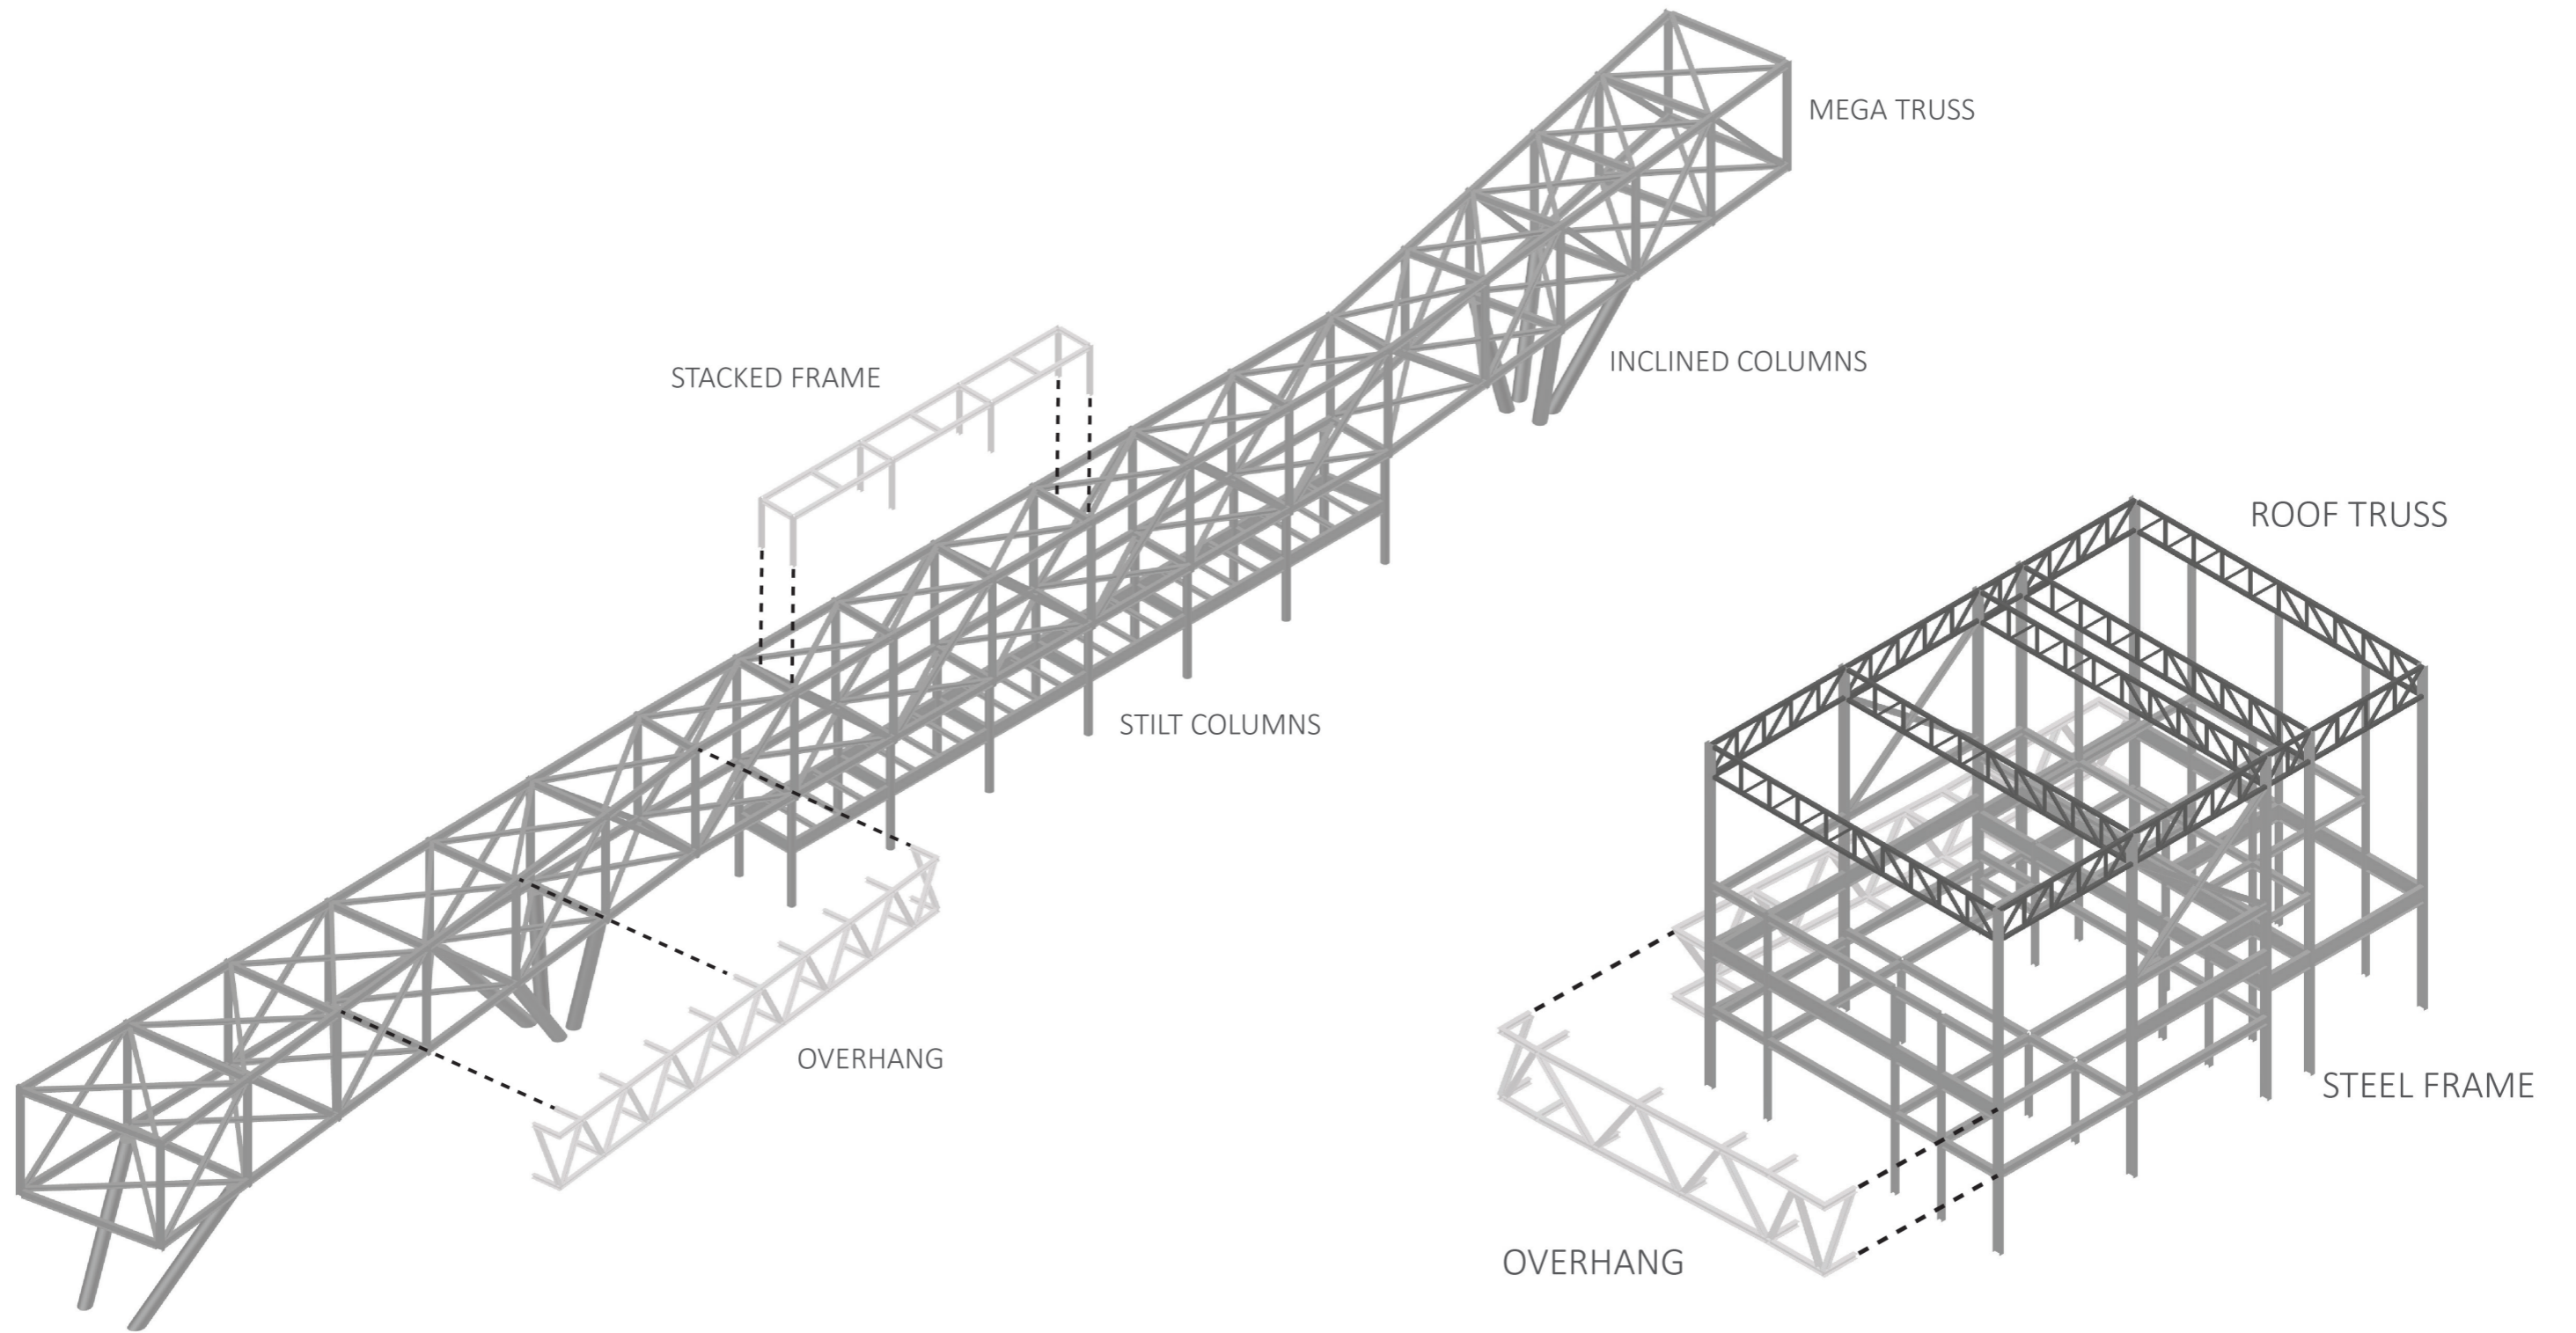 MEGA TRUSS
STACKED FRAME
INCLINED COLUMNS
STILT COLUMNS
OVERHANG
ROOF TRUSS
STEEL FRAME
OVERHANG